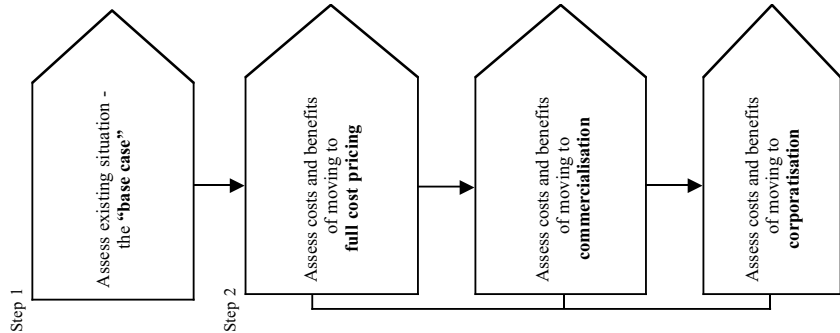 Step 1
Assess existing situation -
the “base case”
Step 2
Assess costs and benefits
of moving to
full cost pricing
Assess costs and benefits
of moving to
commercialisation
Assess costs and benefits
of moving to
corporatisation